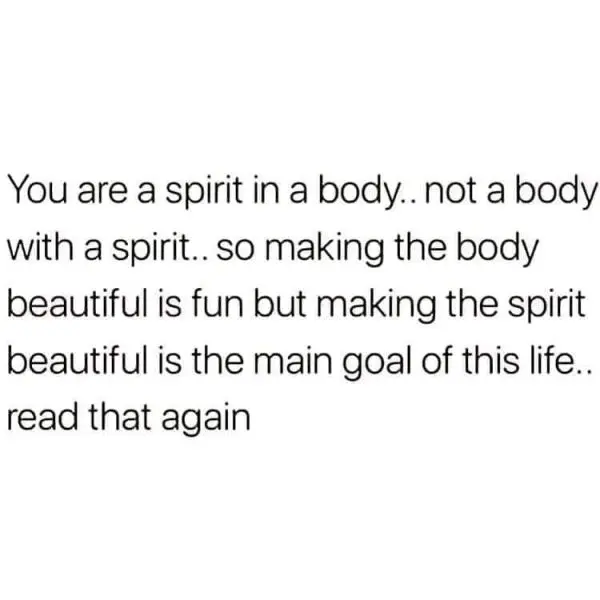 You are a spirit in a body.. not a body
with a spirit.. so making the body
beautiful is fun but making the spirit
beautiful is the main goal of this life..
read that again